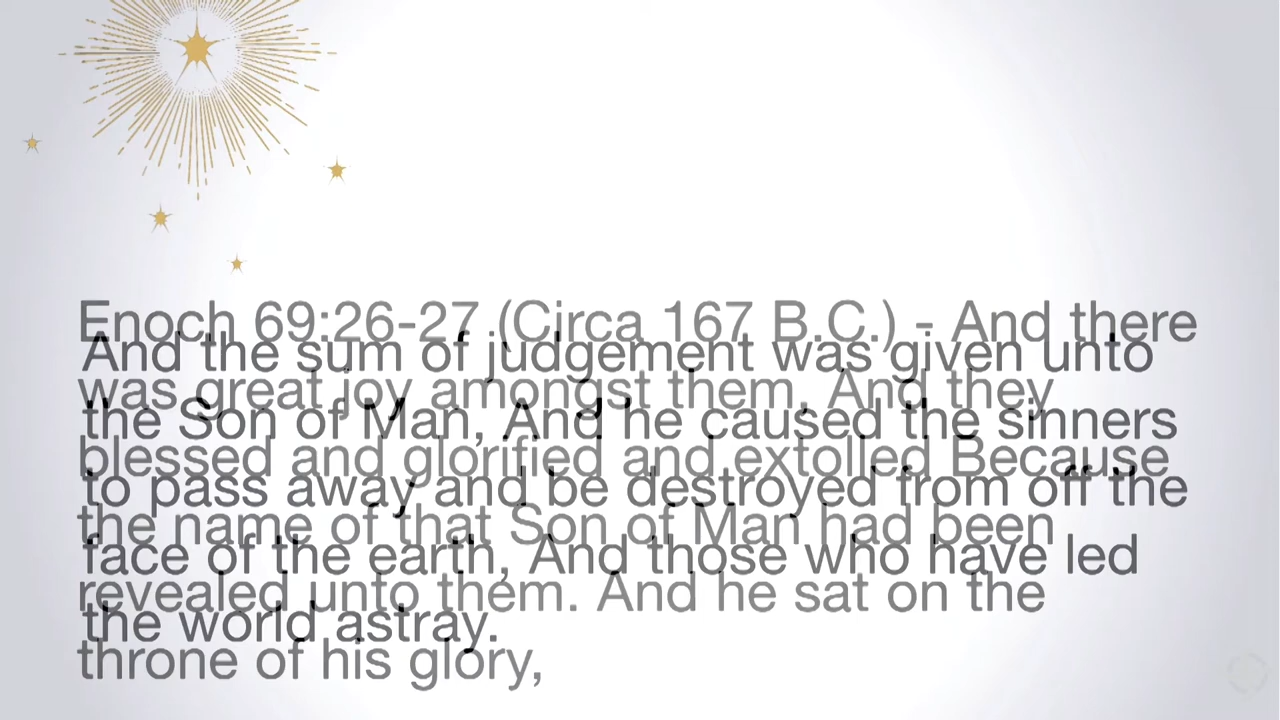 Enoch 69:26-27 (Circa 167 B.C.) - And there
was great joy amongst them, And they
blessed and glorified and extolled Because
the name of that Son of Man had been
revealed unto them. And he sat on the
throne of his glory,
And the sum of judgement was given unto
the Son of Man, And he caused the sinners
to pass away and be destroyed from off the
face of the earth, And those who have led
the world astray.